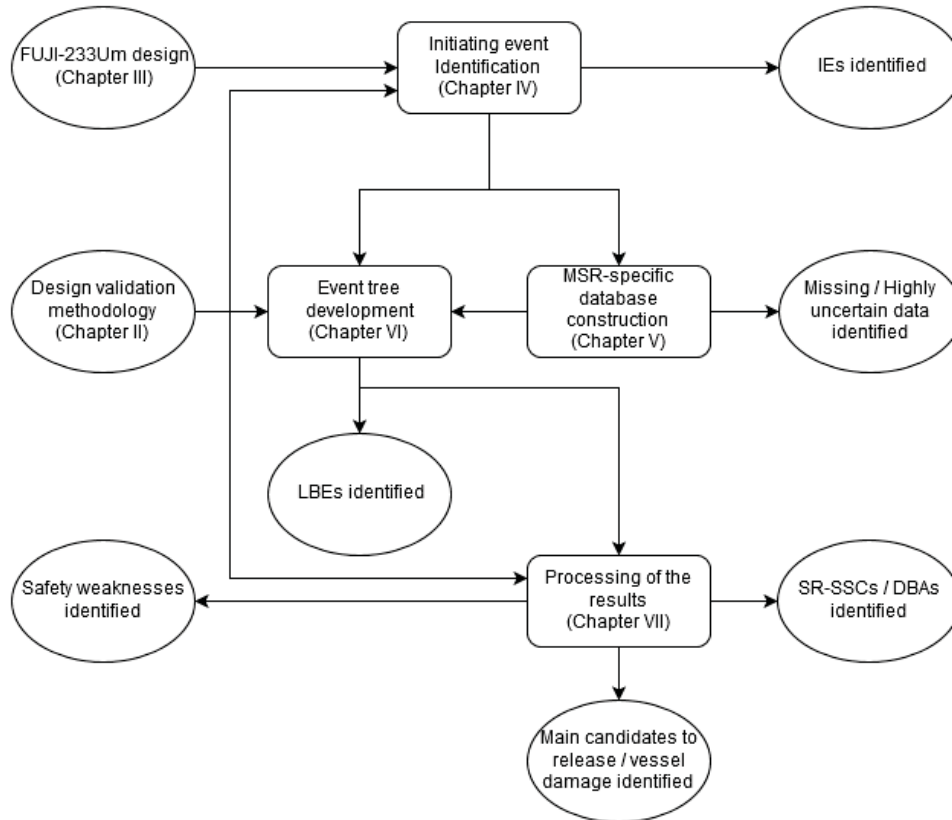 FUJI-233Um design
(Chapter III)
Initiating event
Identification
(Chapter IV)
IEs identified
Design validation
methodology
(Chapter II)
Event tree
development
(Chapter VI)
MSR-specific
database
construction
(Chapter V)
Missing / Highly
uncertain data
identified
LBEs identified
Safety weaknesses
identified
Processing of the
results
(Chapter VII)
SR-SSCs / DBAs
identified
Main candidates to
release / vessel
damage identified